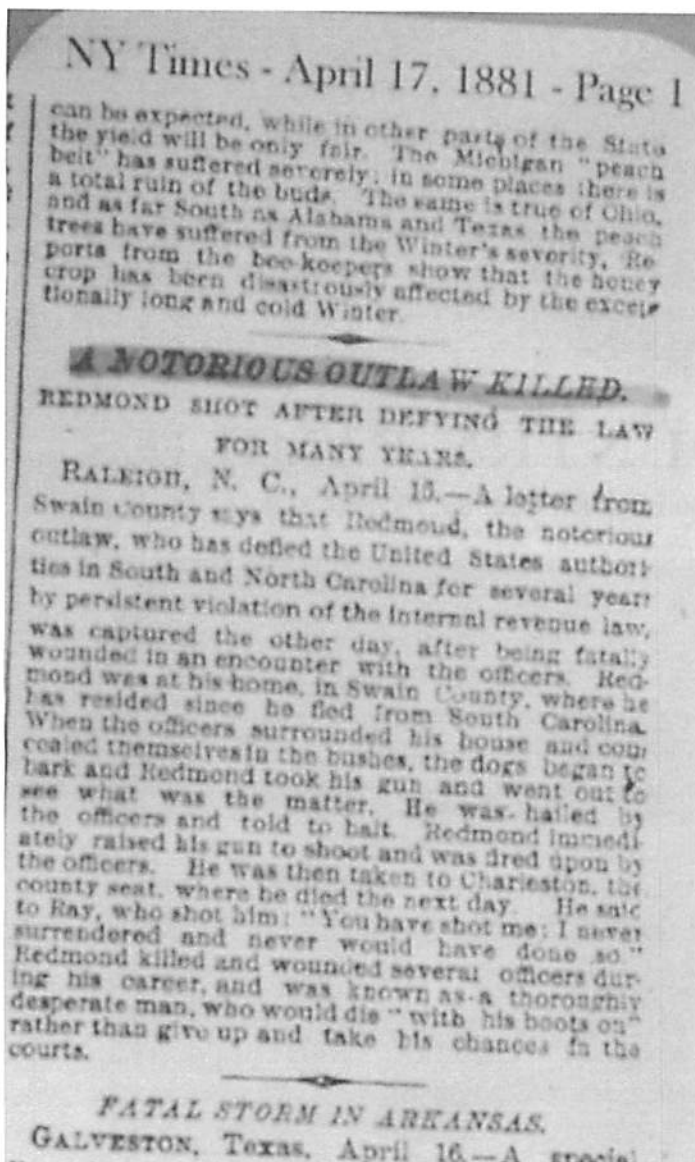 NY Times - April 17, 1881 - Page 1
can be expected, while in other parts of the State
the yield will be only fair. The Michigan "peach
belt" has suffered severely; in some places there is
a total ruin of the buds. The same is true of Ohio,
and as far South as Alabama and Texas the peach
trees have suffered from the Winter's severity. Re-
ports from the bee-keepers show that the honey
crop has been disastrously affected by the excep-
tionally long and cold Winter.
A NOTORIOUS OUTLAW KILLED.
REDMOND SHOT AFTER DEFYING THE LAW
FOR MANY YEARS.
RALEIGH, N. C., April 16.—A letter from
Swain County says that Redmond, the notorious
outlaw, who has defied the United States authori-
ties in South and North Carolina for several years
by persistent violation of the internal revenue law,
was captured the other day, after being fatally
wounded in an encounter with the officers. Red-
mond was at his home, in Swain County, where he
has resided since he fled from South Carolina.
When the officers surrounded his house and con-
cealed themselves in the bushes, the dogs began to
bark and Redmond took his gun and went out to
see what was the matter. He was hailed by
the officers and told to halt. Redmond immedi-
ately raised his gun to shoot and was fired upon by
the officers. He was then taken to Charleston, the
county seat, where he died the next day. He said
to Ray, who shot him: "You have shot me; I never
surrendered and never would have done so."
Redmond killed and wounded several officers dur-
ing his career, and was known as a thoroughly
desperate man, who would die "with his boots on"
rather than give up and take his chances in the
courts.
FATAL STORM IN ARKANSAS.
GALVESTON, Texas, April 16.—A special